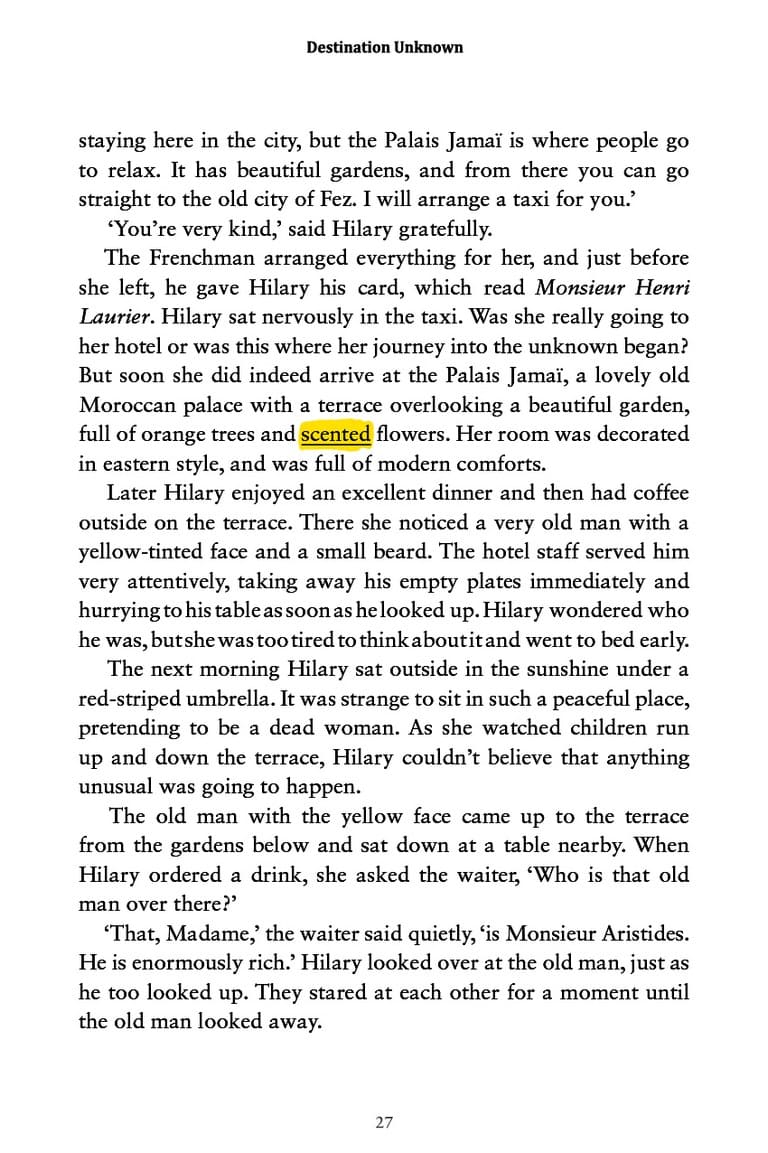 Destination Unknown
staying here in the city, but the Palais Jamaï is where people go
to relax. It has beautiful gardens, and from there you can go
straight to the old city of Fez. I will arrange a taxi for you.’
‘You’re very kind,’ said Hilary gratefully.
The Frenchman arranged everything for her, and just before
she left, he gave Hilary his card, which read Monsieur Henri
Laurier. Hilary sat nervously in the taxi. Was she really going to
her hotel or was this where her journey into the unknown began?
But soon she did indeed arrive at the Palais Jamaï, a lovely old
Moroccan palace with a terrace overlooking a beautiful garden,
full of orange trees and scented flowers. Her room was decorated
in eastern style, and was full of modern comforts.
Later Hilary enjoyed an excellent dinner and then had coffee
outside on the terrace. There she noticed a very old man with a
yellow-tinted face and a small beard. The hotel staff served him
very attentively, taking away his empty plates immediately and
hurrying to his table as soon as he looked up. Hilary wondered who
he was, but she was too tired to think about it and went to bed early.
The next morning Hilary sat outside in the sunshine under a
red-striped umbrella. It was strange to sit in such a peaceful place,
pretending to be a dead woman. As she watched children run
up and down the terrace, Hilary couldn’t believe that anything
unusual was going to happen.
The old man with the yellow face came up to the terrace
from the gardens below and sat down at a table nearby. When
Hilary ordered a drink, she asked the waiter, ‘Who is that old
man over there?’
‘That, Madame,’ the waiter said quietly, ‘is Monsieur Aristides.
He is enormously rich.’ Hilary looked over at the old man, just as
he too looked up. They stared at each other for a moment until
the old man looked away.
27